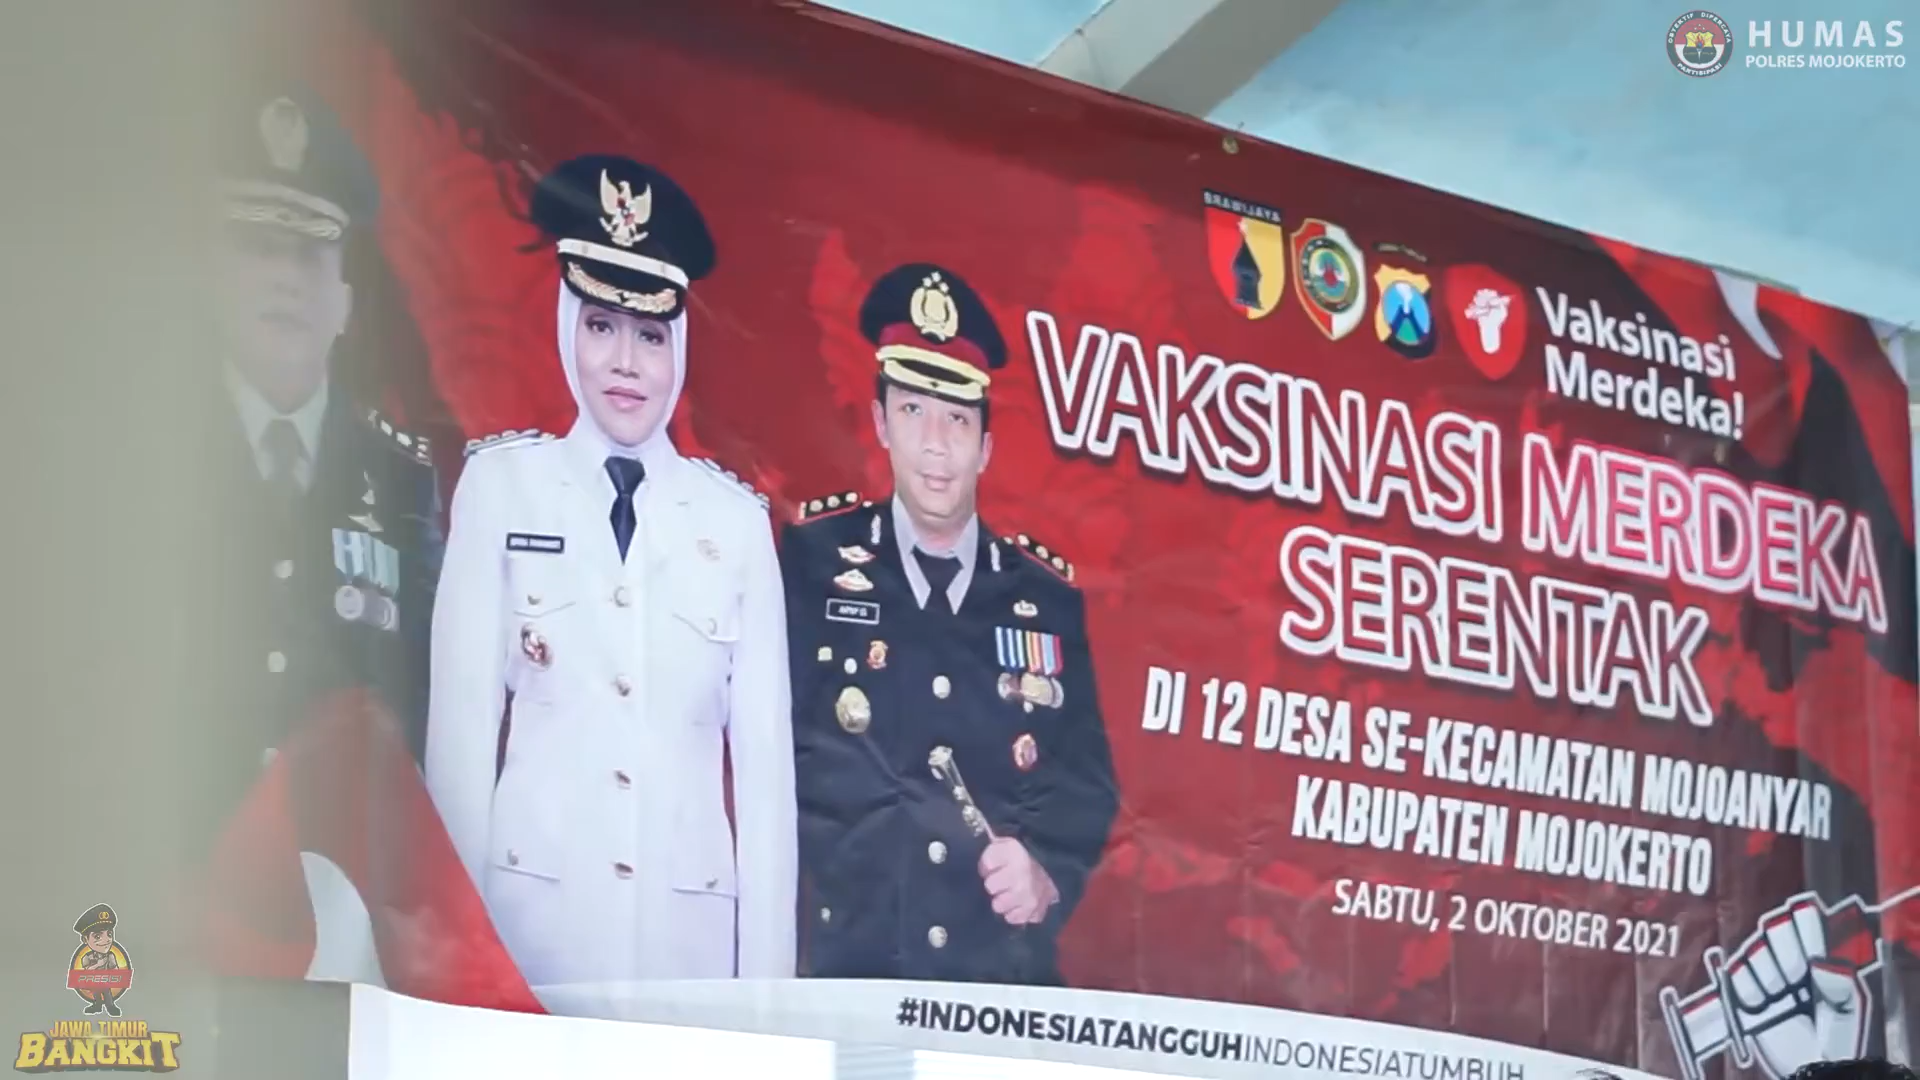 HUMAS
POLRES MOJOKERTO
BRAWIJAYA
Vaksinasi
Merdeka!
VAKSINASI MERDEKA
SERENTAK
DI 12 DESA SE-KECAMATAN MOJOANYAR
KABUPATEN MOJOKERTO
SABTU, 2 OKTOBER 2021
#INDONESIATANGGUHINDONESIATUMBUH
PRESISI
JAWA TIMUR
BANGKIT